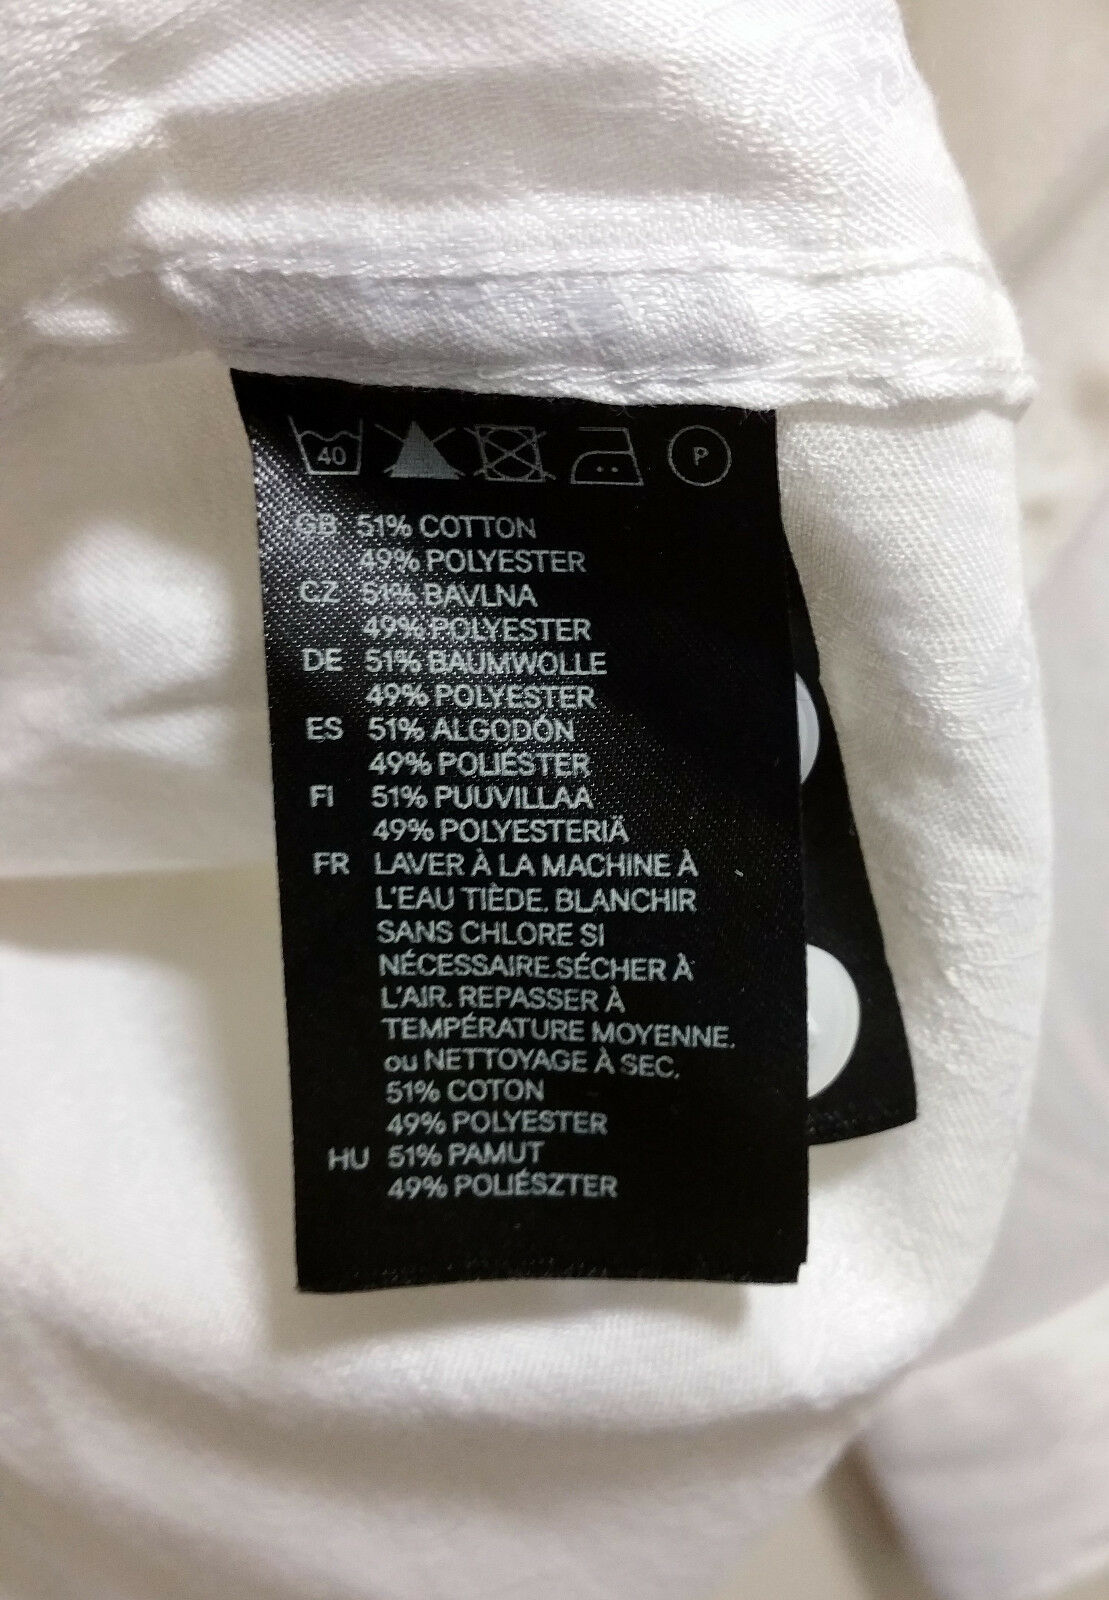 40 P
GB 51% COTTON
49% POLYESTER
CZ 51% BAVLNA
49% POLYESTER
DE 51% BAUMWOLLE
49% POLYESTER
ES 51% ALGODÓN
49% POLIÉSTER
FI 51% PUUVILLAA
49% POLYESTERIÄ
FR LAVER À LA MACHINE À
L'EAU TIÈDE. BLANCHIR
SANS CHLORE SI
NÉCESSAIRE.SÉCHER À
L'AIR. REPASSER À
TEMPÉRATURE MOYENNE.
ou NETTOYAGE À SEC.
51% COTON
49% POLYESTER
HU 51% PAMUT
49% POLIÉSZTER